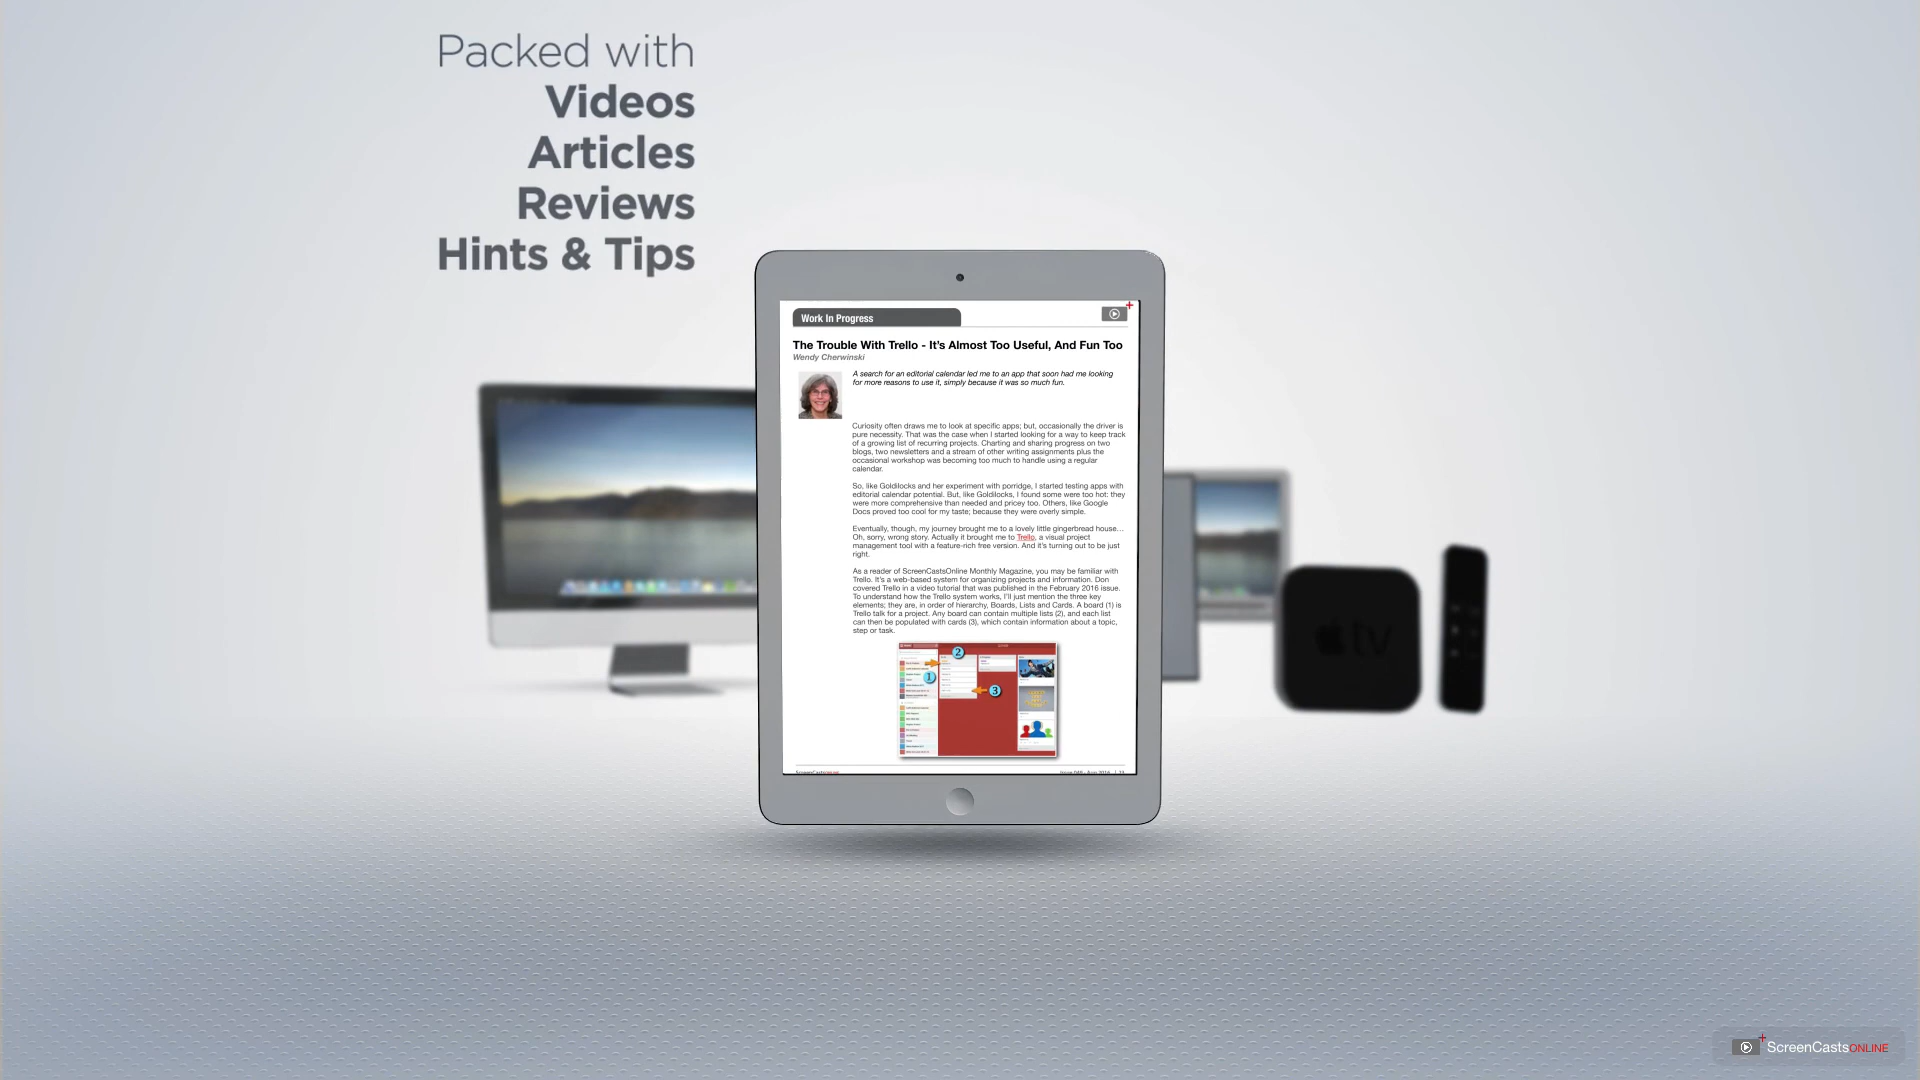 Packed with
Videos
Articles
Reviews
Hints & Tips
Work In Progress
The Trouble With Trello - It's Almost Too Useful, And Fun Too
Wendy Cherwinski
A search for an editorial calendar led me to an app that soon had me looking
for more reasons to use it, simply because it was so much fun.
Curiosity often draws me to look at specific apps; but, occasionally the driver is
pure necessity. That was the case when I started looking for a way to keep track
of a growing list of recurring projects. Charting and sharing progress on two
blogs, two newsletters and a stream of other writing assignments plus the
occasional workshop was becoming too much to handle using a regular
calendar.
So, like Goldilocks and her experiment with porridge, I started testing apps with
editorial calendar potential. But, like Goldilocks, I found some were too hot: they
were more comprehensive than needed and pricey too. Others, like Google
Docs proved too cool for my taste; because they were overly simple.
Eventually, though, my journey brought me to a lovely little gingerbread house…
Oh, sorry, wrong story. Actually it brought me to Trello, a visual project
management tool with a feature-rich free version. And it's turning out to be just
right.
As a reader of ScreenCastsOnline Monthly Magazine, you may be familiar with
Trello. It's a web-based system for organizing projects and information. Don
covered Trello in a video tutorial that was published in the February 2016 issue.
To understand how the Trello system works, I'll just mention the three key
elements; they are, in order of hierarchy, Boards, Lists and Cards. A board (1) is
Trello talk for a project. Any board can contain multiple lists (2), and each list
can then be populated with cards (3), which contain information about a topic,
step or task.
2
1
3
tv
ScreenCastsONLINE